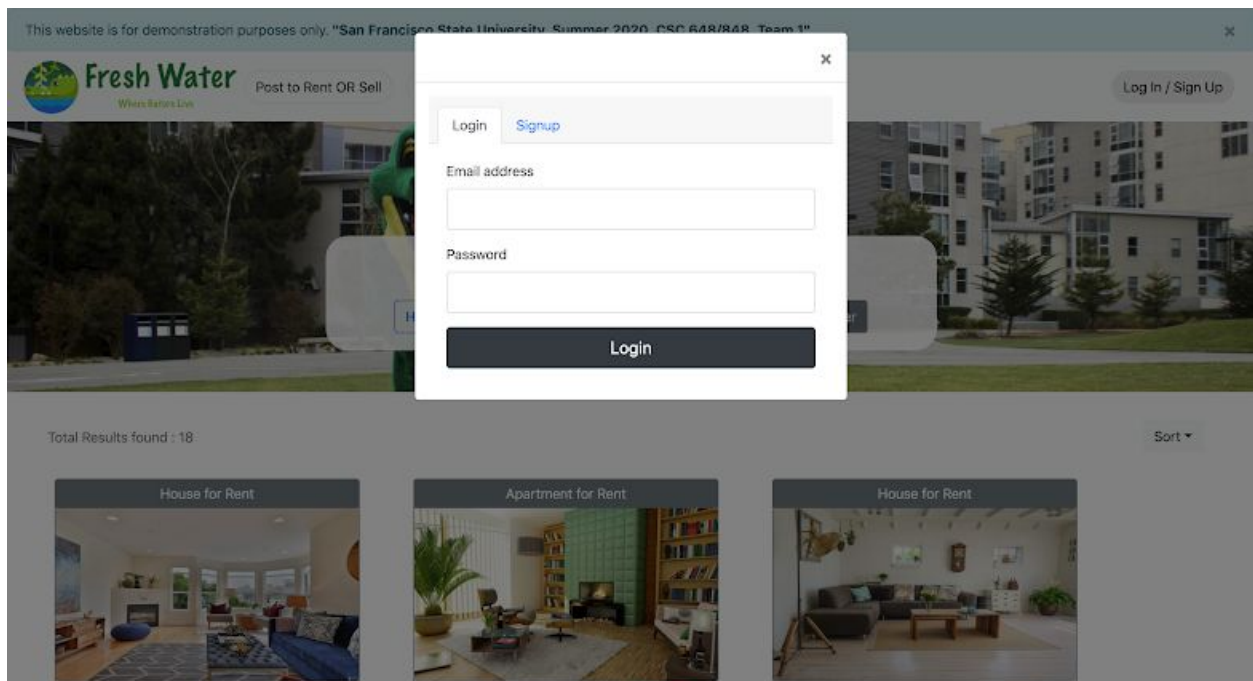 This website is for demonstration purposes only. "San Francisco State University, Summer 2020, CSC 648/848, Team 1" ×
Fresh Water
Post to Rent OR Sell
Log In / Sign Up
×
Login Signup
Email address
Password
Login
Total Results found : 18
Sort
House for Rent
Apartment for Rent
House for Rent